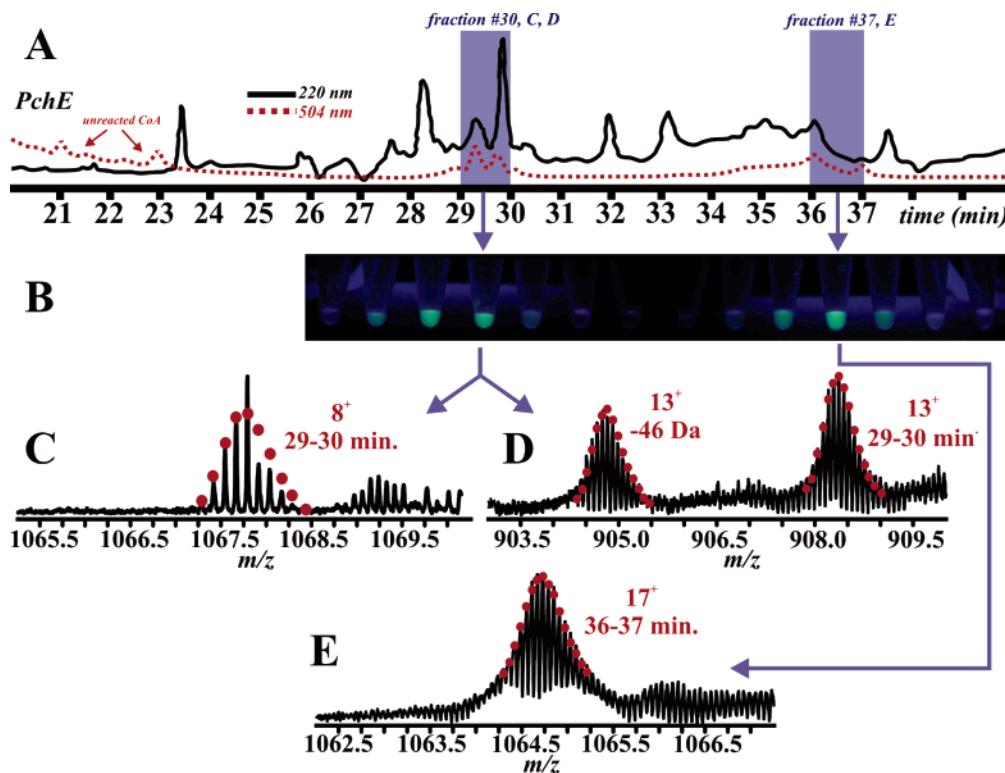 fraction #30, C, D
fraction #37, E
A
PchE
unreacted CoA
220 nm
504 nm
21 22 23 24 25 26 27 28 29 30 31 32 33 34 35 36 37 time (min)
B
C
8+
29-30 min.
1065.5 1066.5 1067.5 1068.5 1069.5
m/z
D
13+
-46 Da
13+
29-30 min.
903.5 905.0 906.5 908.0 909.5
m/z
E
17+
36-37 min.
1062.5 1063.5 1064.5 1065.5 1066.5
m/z